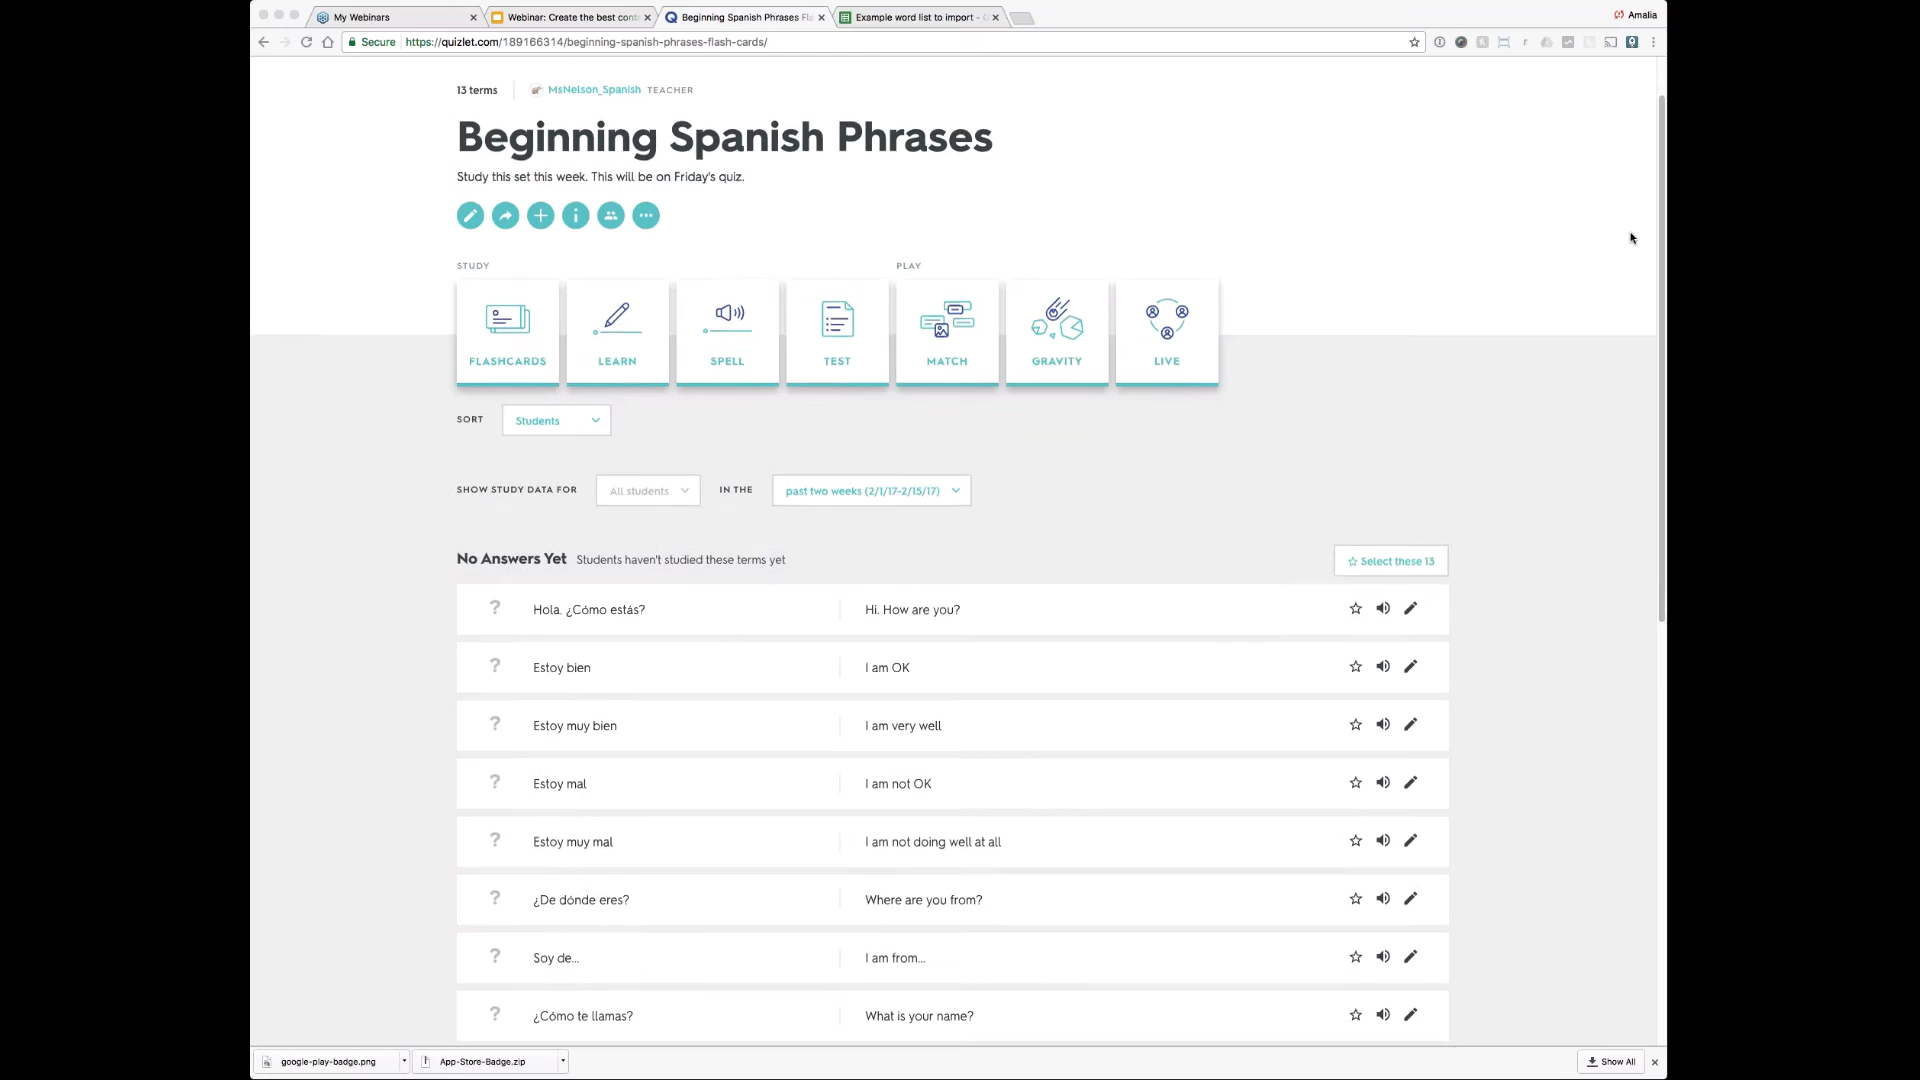 My Webinars
Webinar: Create the best cont
Beginning Spanish Phrases Fl
Example word list to import -
Amalia
Secure
https://quizlet.com/189166314/beginning-spanish-phrases-flash-cards/
13 terms
MsNelson_Spanish TEACHER
Beginning Spanish Phrases
Study this set this week. This will be on Friday's quiz.
STUDY
PLAY
FLASHCARDS
LEARN
SPELL
TEST
MATCH
GRAVITY
LIVE
SORT
Students
SHOW STUDY DATA FOR
All students
IN THE
past two weeks (2/1/17-2/15/17)
No Answers Yet Students haven't studied these terms yet
Select these 13
? Hola. ¿Cómo estás? Hi. How are you?
? Estoy bien I am OK
? Estoy muy bien I am very well
? Estoy mal I am not OK
? Estoy muy mal I am not doing well at all
? ¿De dónde eres? Where are you from?
? Soy de... I am from...
? ¿Cómo te llamas? What is your name?
google-play-badge.png
App-Store-Badge.zip
Show All